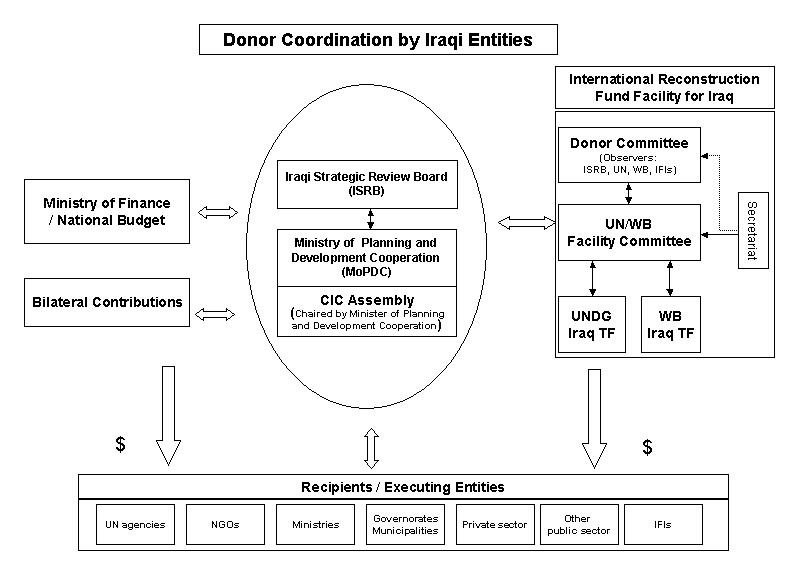 Donor Coordination by Iraqi Entities
International Reconstruction
Fund Facility for Iraq
Donor Committee
(Observers:
ISRB, UN, WB, IFIs)
Iraqi Strategic Review Board
(ISRB)
Ministry of Finance
/ National Budget
Secretariat
UN/WB
Facility Committee
Ministry of Planning and
Development Cooperation
(MoPDC)
Bilateral Contributions
CIC Assembly
(Chaired by Minister of Planning
and Development Cooperation)
UNDG
Iraq TF
WB
Iraq TF
$
$
Recipients / Executing Entities
UN agencies
NGOs
Ministries
Governorates
Municipalities
Private sector
Other
public sector
IFIs